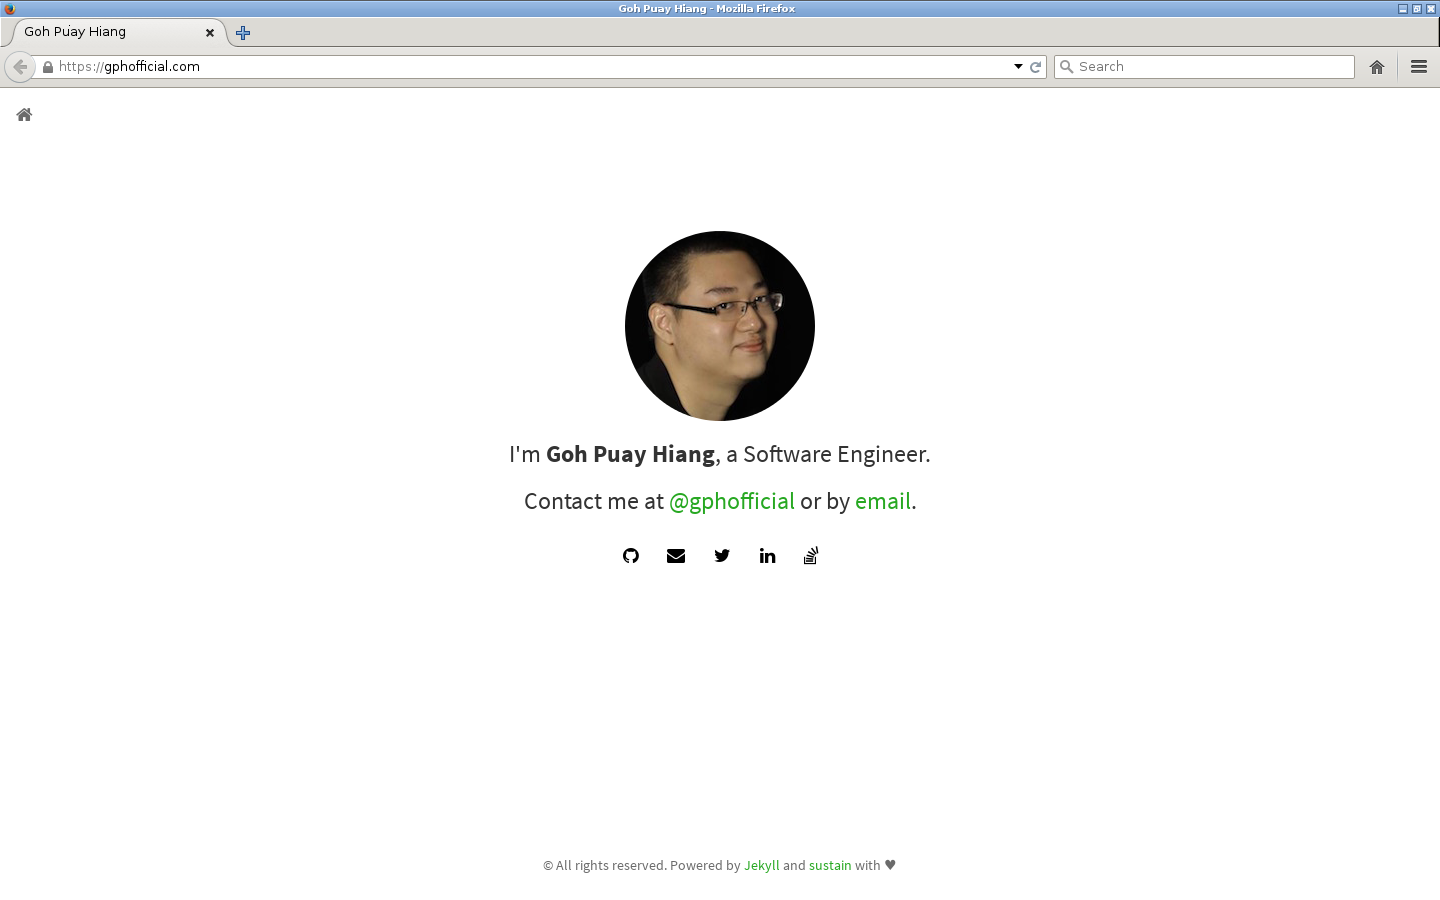 Goh Puay Hiang - Mozilla Firefox
Goh Puay Hiang
https://gphofficial.com
Search
I'm Goh Puay Hiang, a Software Engineer.
Contact me at @gphofficial or by email.
© All rights reserved. Powered by Jekyll and sustain with ♥